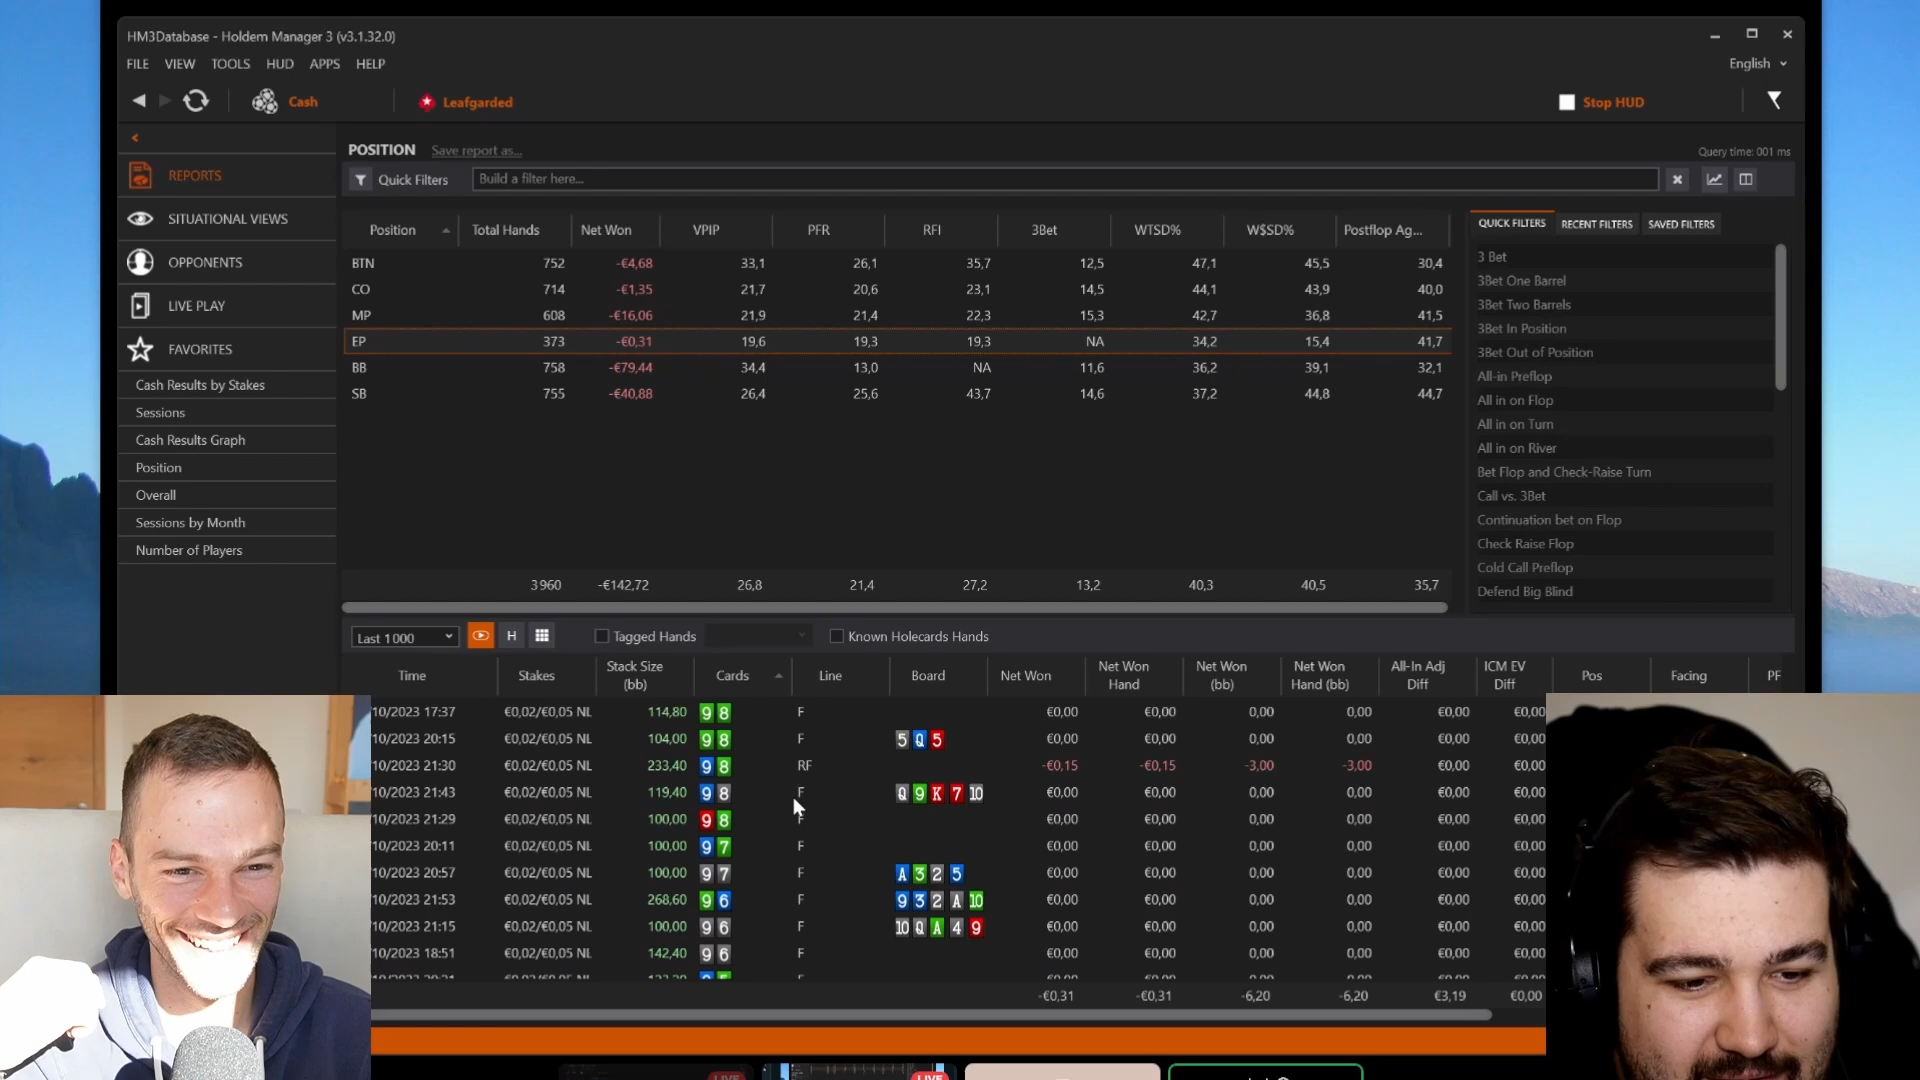 HM3Database - Holdem Manager 3 (v3.1.32.0)
FILE VIEW TOOLS HUD APPS HELP
English
Cash
Leafgarded
Stop HUD
POSITION Save report as...
Query time: 001 ms
Quick Filters
Build a filter here...
REPORTS
SITUATIONAL VIEWS
OPPONENTS
LIVE PLAY
FAVORITES
Cash Results by Stakes
Sessions
Cash Results Graph
Position
Overall
Sessions by Month
Number of Players
Position Total Hands Net Won VPIP PFR RFI 3Bet WTSD% W$SD% Postflop Ag...
BTN 752 -€4,68 33,1 26,1 35,7 12,5 47,1 45,5 30,4
CO 714 -€1,35 21,7 20,6 23,1 14,5 44,1 43,9 40,0
MP 608 -€16,06 21,9 21,4 22,3 15,3 42,7 36,8 41,5
EP 373 -€0,31 19,6 19,3 19,3 NA 34,2 15,4 41,7
BB 758 -€79,44 34,4 13,0 NA 11,6 36,2 39,1 32,1
SB 755 -€40,88 26,4 25,6 43,7 14,6 37,2 44,8 44,7
3 960 -€142,72 26,8 21,4 27,2 13,2 40,3 40,5 35,7
QUICK FILTERS RECENT FILTERS SAVED FILTERS
3 Bet
3Bet One Barrel
3Bet Two Barrels
3Bet In Position
3Bet Out of Position
All-in Preflop
All in on Flop
All in on Turn
All in on River
Bet Flop and Check-Raise Turn
Call vs. 3Bet
Continuation bet on Flop
Check Raise Flop
Cold Call Preflop
Defend Big Blind
Last 1 000 H Tagged Hands Known Holecards Hands
Time Stakes Stack Size (bb) Cards Line Board Net Won Net Won Hand Net Won (bb) Net Won Hand (bb) All-In Adj Diff ICM EV Diff Pos Facing PF
10/2023 17:37 €0,02/€0,05 NL 114,80 9 8 F €0,00 €0,00 0,00 0,00 €0,00 €0,00
10/2023 20:15 €0,02/€0,05 NL 104,00 9 8 F 5 Q 5 €0,00 €0,00 0,00 0,00 €0,00 €0,00
10/2023 21:30 €0,02/€0,05 NL 233,40 9 8 RF -€0,15 -€0,15 -3,00 -3,00 €0,00 €0,00
10/2023 21:43 €0,02/€0,05 NL 119,40 9 8 F Q 9 K 7 10 €0,00 €0,00 0,00 0,00 €0,00 €0,00
10/2023 21:29 €0,02/€0,05 NL 100,00 9 8 F €0,00 €0,00 0,00 0,00 €0,00 €0,00
10/2023 20:11 €0,02/€0,05 NL 100,00 9 7 F €0,00 €0,00 0,00 0,00 €0,00 €0,00
10/2023 20:57 €0,02/€0,05 NL 100,00 9 7 F A 3 2 5 €0,00 €0,00 0,00 0,00 €0,00 €0,00
10/2023 21:53 €0,02/€0,05 NL 268,60 9 6 F 9 3 2 A 10 €0,00 €0,00 0,00 0,00 €0,00 €0,00
10/2023 21:15 €0,02/€0,05 NL 100,00 9 6 F 10 Q A 4 9 €0,00 €0,00 0,00 0,00 €0,00 €0,00
10/2023 18:51 €0,02/€0,05 NL 142,40 9 6 F €0,00 €0,00 0,00 0,00 €0,00 €0,00
-€0,31 -€0,31 -6,20 -6,20 €3,19 €0,00
LIVE
LIVE